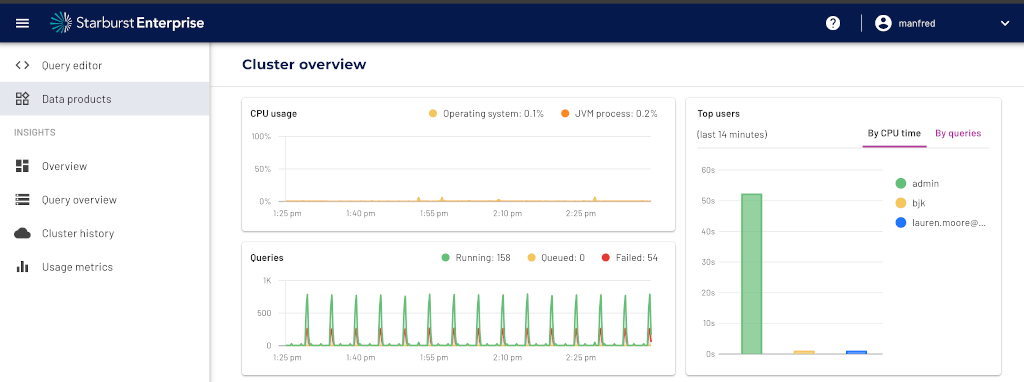 Starburst Enterprise
manfred
Query editor
Data products
INSIGHTS
Overview
Query overview
Cluster history
Usage metrics
Cluster overview
CPU usage
Operating system: 0.1%
JVM process: 0.2%
100%
50%
0%
1:25 pm 1:40 pm 1:55 pm 2:10 pm 2:25 pm
Queries
Running: 158
Queued: 0
Failed: 54
1K
500
0
1:25 pm 1:40 pm 1:55 pm 2:10 pm 2:25 pm
Top users
(last 14 minutes)
By CPU time
By queries
60s
50s
40s
30s
20s
10s
0s
admin
bjk
lauren.moore@...